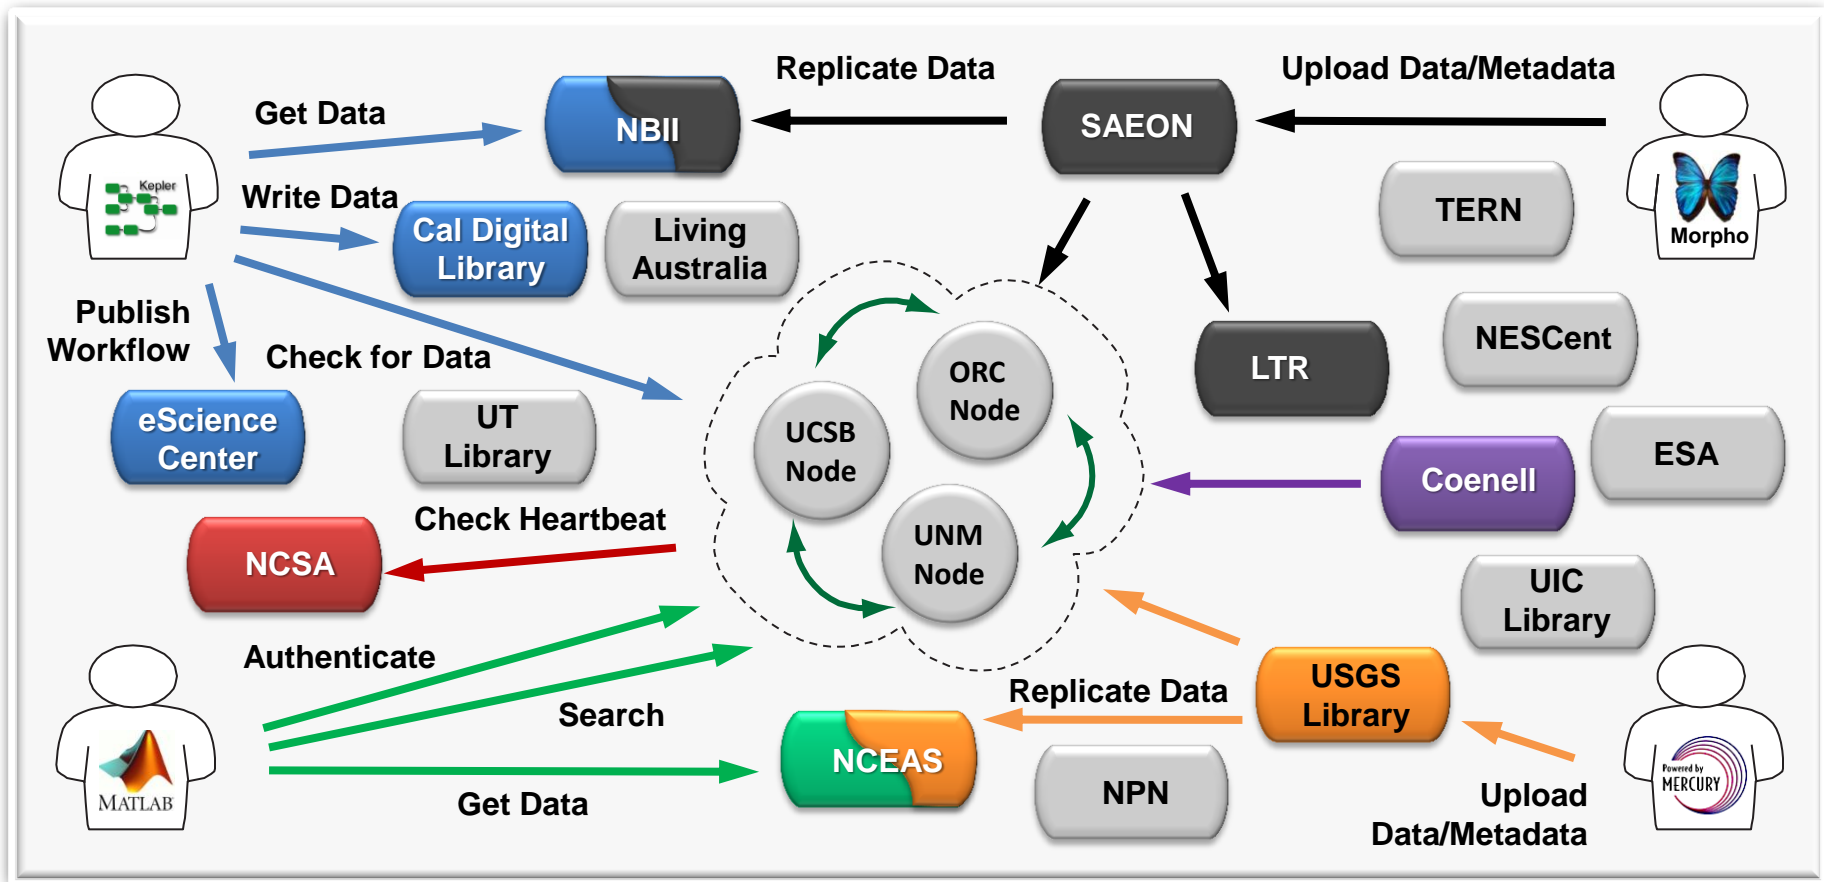 Replicate Data
Upload Data/Metadata
Get Data
NBII
SAEON
Kepler
Write Data
Cal Digital
Library
Living
Australia
TERN
Morpho
Publish
Workflow
Check for Data
ORC
Node
LTR
NESCent
eScience
Center
UT
Library
UCSB
Node
Coenell
ESA
Check Heartbeat
NCSA
UNM
Node
UIC
Library
Authenticate
Search
Replicate Data
USGS
Library
MATLAB
NCEAS
Get Data
NPN
Powered by
MERCURY
Upload
Data/Metadata